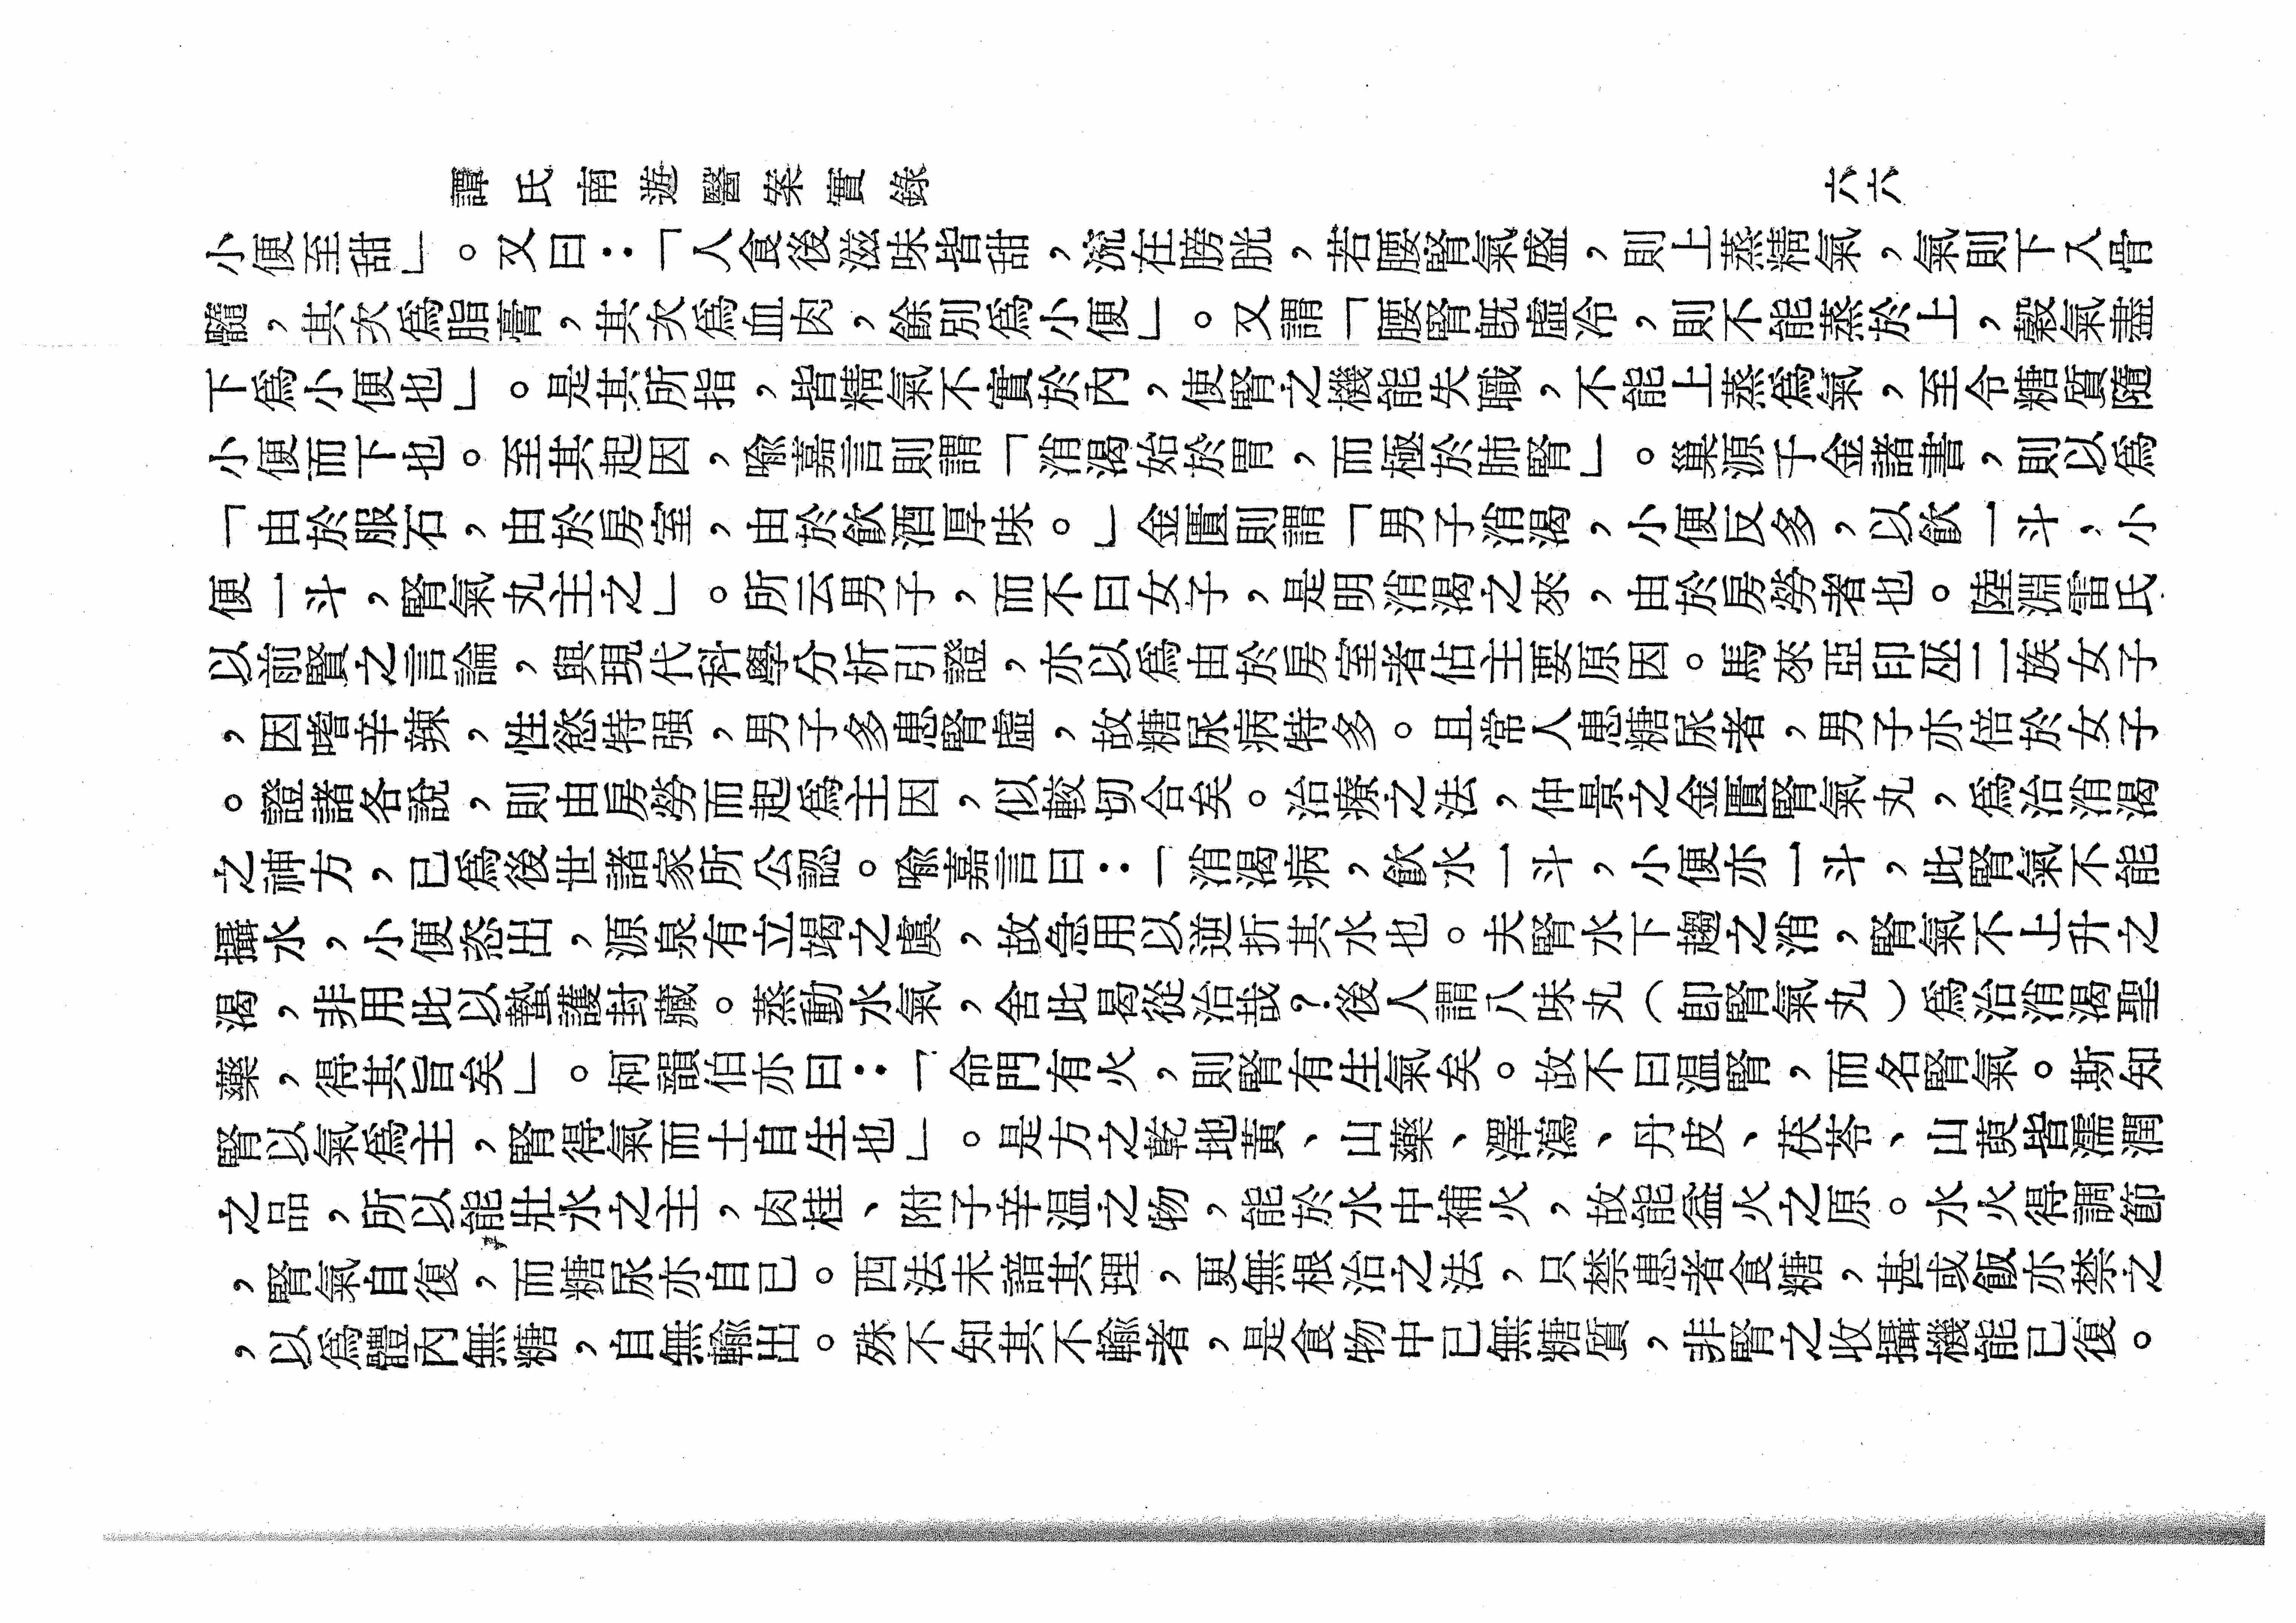 譚氏南遊醫案實錄
六六
小便至甜」。又曰：「人食後滋味皆甜，流在膀胱，若腰腎氣盛，則上蒸精氣，氣則下入骨
髓，其次爲脂膏，其次爲血肉，餘別爲小便」。又謂「腰腎旣虛冷，則不能蒸於上，穀氣盡
下爲小便也」。是其所指，皆精氣不實於內，使腎之機能失職，不能上蒸爲氣，至令糖質隨
小便而下也。至其起因，喻嘉言則謂「消渴始於胃，而極於肺腎」。巢源千金諸書，則以爲
「由於服石，由於房室，由於飮酒厚味。」金匱則謂「男子消渴，小便反多，以飮一斗，小
便一斗，腎氣丸主之」。所云男子，而不曰女子，是明消渴之來，由於房勞者也。陸淵雷氏
以前賢之言論，與現代科學分析引證，亦以爲由於房室者佔主要原因。馬來亞印巫二族女子
，因嗜辛辣，性慾特强，男子多患腎虛，故糖尿病特多。且常人患糖尿者，男子亦倍於女子
。證諸各說，則由房勞而起爲主因，似較切合矣。治療之法，仲景之金匱腎氣丸，爲治消渴
之神方，已爲後世諸家所公認。喻嘉言曰：「消渴病，飮水一斗，小便亦一斗，此腎氣不能
攝水，小便恣出，源泉有立竭之虞，故急用以逆折其水也。夫腎水下趨之消，腎氣不上升之
渴，非用此以蟄護封藏。蒸動水氣，舍此曷從治哉？後人謂八味丸（卽腎氣丸）爲治消渴聖
藥，得其旨矣」。柯韻伯亦曰：「命門有火，則腎有生氣矣。故不曰温腎，而名腎氣。斯知
腎以氣爲主，腎得氣而土自生也」。是方之乾地黃、山藥、澤瀉、丹皮、茯苓、山萸皆濡潤
之品，所以能壯水之主，肉桂、附子辛温之物，能於水中補火，故能益火之原。水火得調節
，腎氣自復，而糖尿亦自已。西法未諳其理，更無根治之法，只禁患者食糖，甚或飯亦禁之
，以爲體內無糖，自無輸出。殊不知其不輸者，是食物中已無糖質，非腎之收攝機能已復。